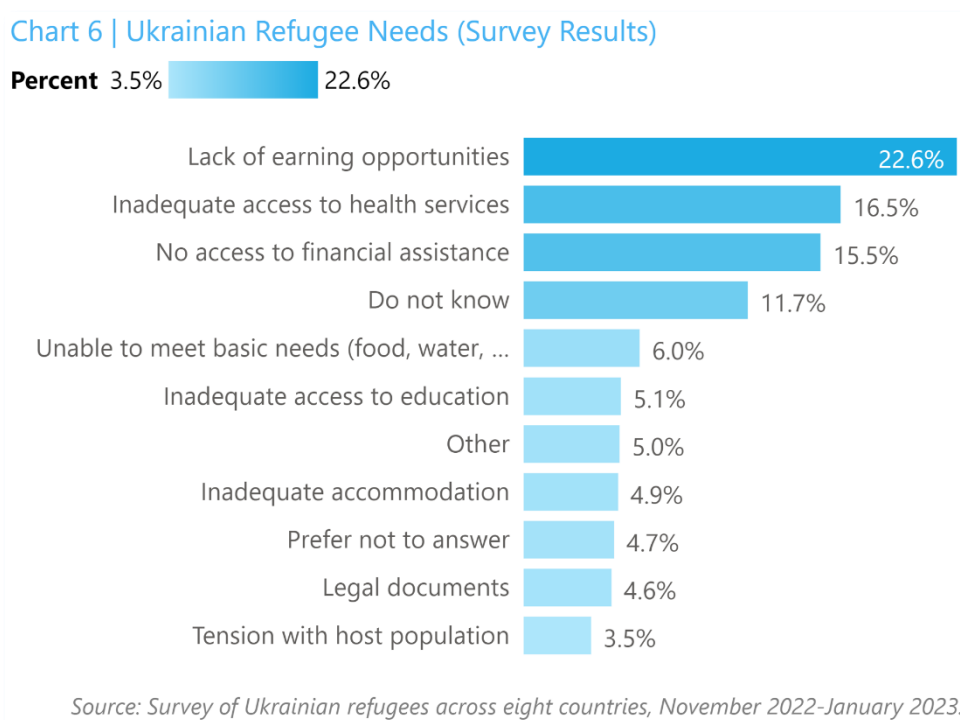 Chart 6 | Ukrainian Refugee Needs (Survey Results)
Percent 3.5% 22.6%
Lack of earning opportunities 22.6%
Inadequate access to health services 16.5%
No access to financial assistance 15.5%
Do not know 11.7%
Unable to meet basic needs (food, water, ... 6.0%
Inadequate access to education 5.1%
Other 5.0%
Inadequate accommodation 4.9%
Prefer not to answer 4.7%
Legal documents 4.6%
Tension with host population 3.5%
Source: Survey of Ukrainian refugees across eight countries, November 2022-January 2023.